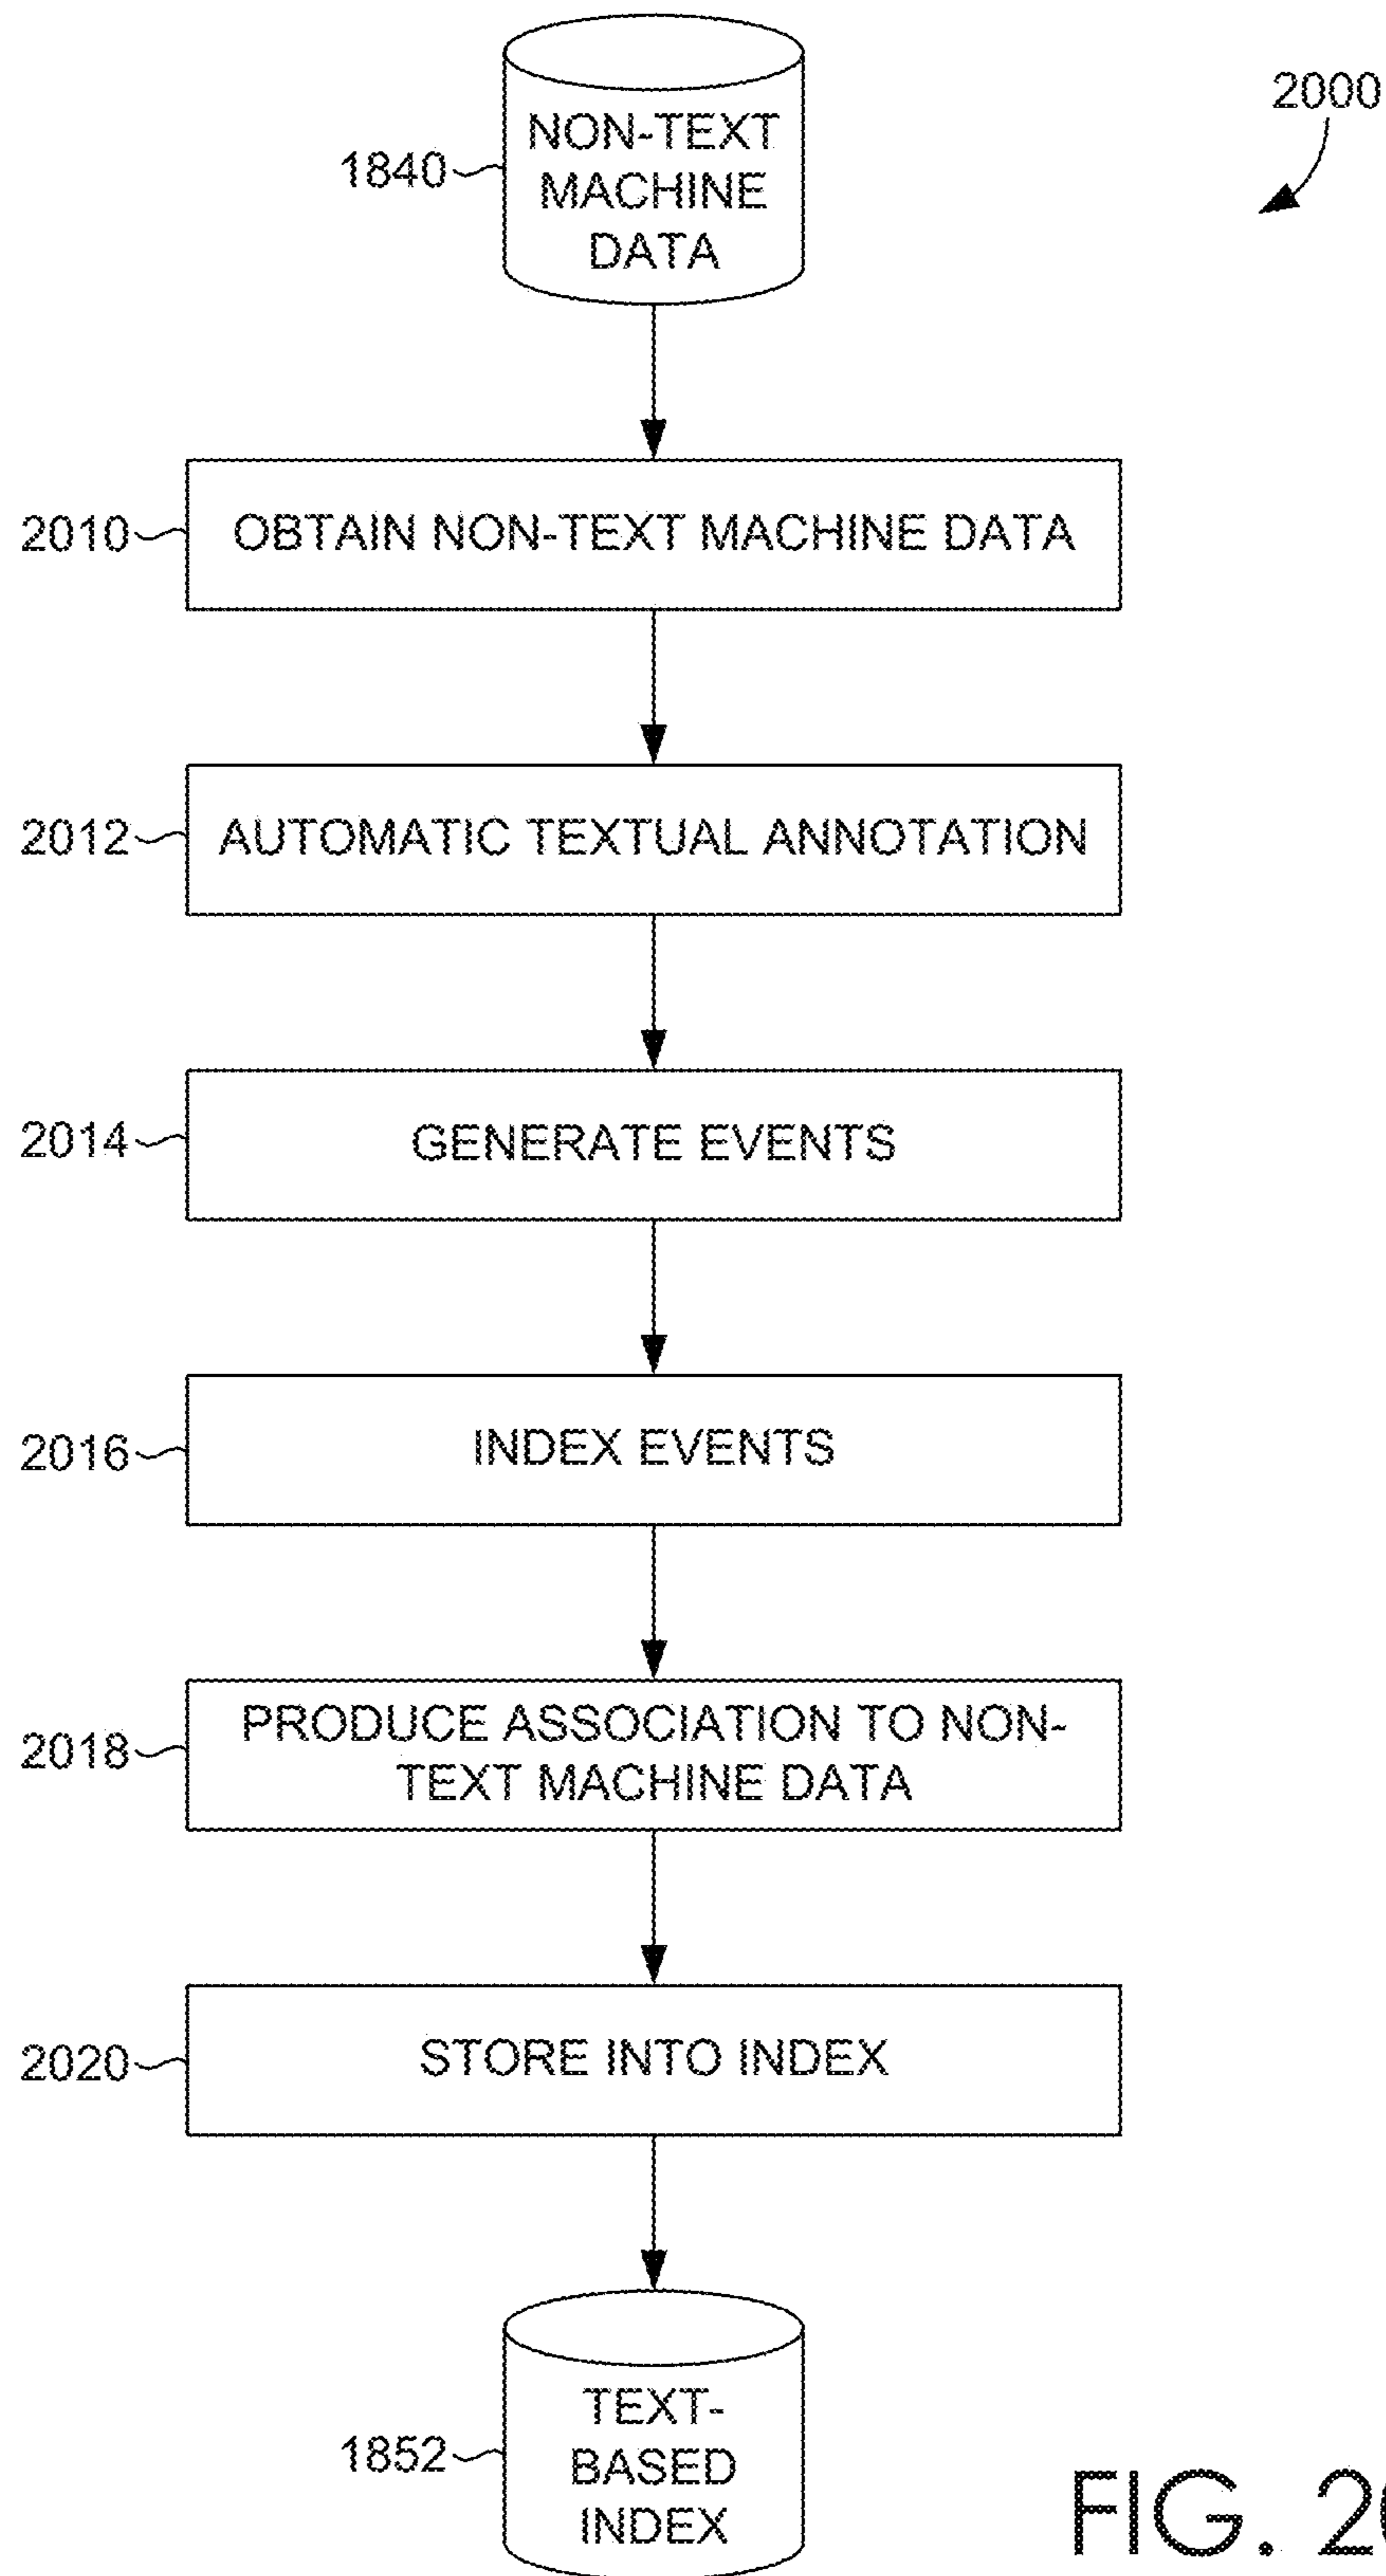 2000
NON-TEXT
1840
MACHINE
DATA
2010
OBTAIN NON-TEXT MACHINE DATA
2012
AUTOMATIC TEXTUAL ANNOTATION
2014
GENERATE EVENTS
2016
INDEX EVENTS
2018
PRODUCE ASSOCIATION TO NON-
TEXT MACHINE DATA
2020
STORE INTO INDEX
1852
TEXT-
BASED
INDEX
FIG. 20